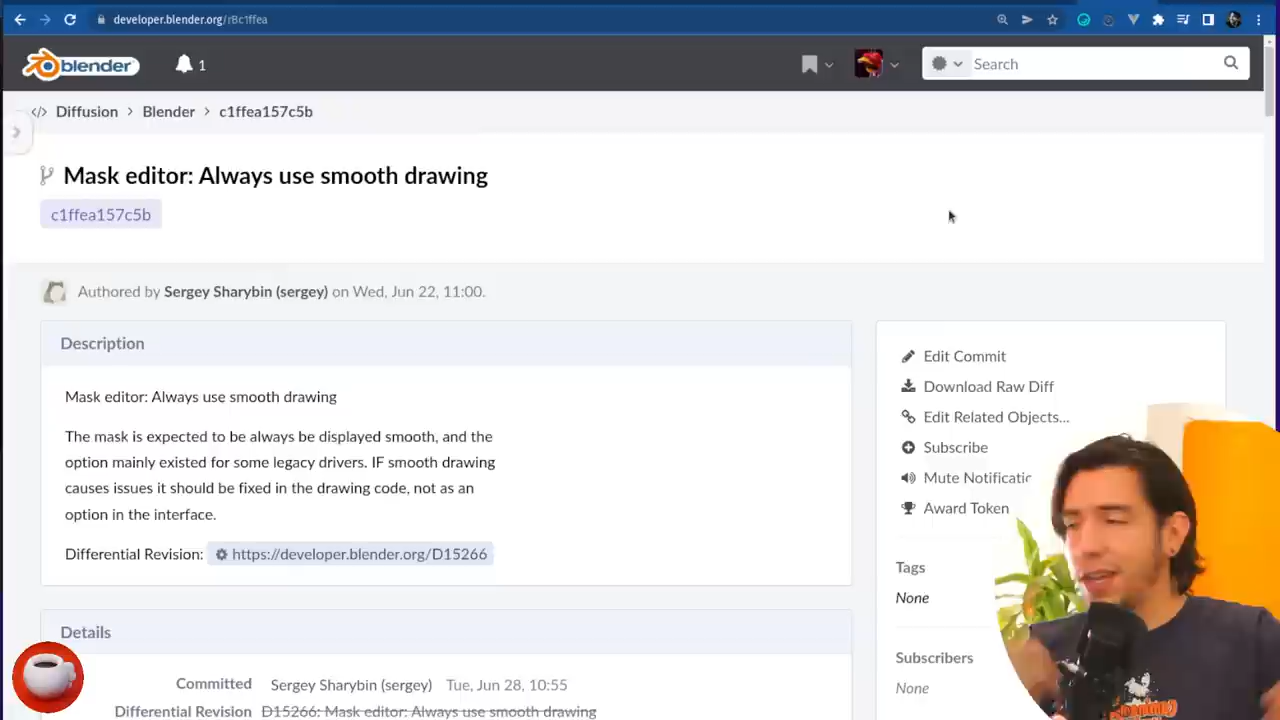 developer.blender.org/rBc1ffea
blender
1
Search
Diffusion > Blender > c1ffea157c5b
Mask editor: Always use smooth drawing
c1ffea157c5b
Authored by Sergey Sharybin (sergey) on Wed, Jun 22, 11:00.
Description
Mask editor: Always use smooth drawing
The mask is expected to be always be displayed smooth, and the
option mainly existed for some legacy drivers. IF smooth drawing
causes issues it should be fixed in the drawing code, not as an
option in the interface.
Differential Revision: https://developer.blender.org/D15266
Details
Committed Sergey Sharybin (sergey) Tue, Jun 28, 10:55
Differential Revision D15266: Mask editor: Always use smooth drawing
Edit Commit
Download Raw Diff
Edit Related Objects...
Subscribe
Mute Notificatio
Award Token
Tags
None
Subscribers
None